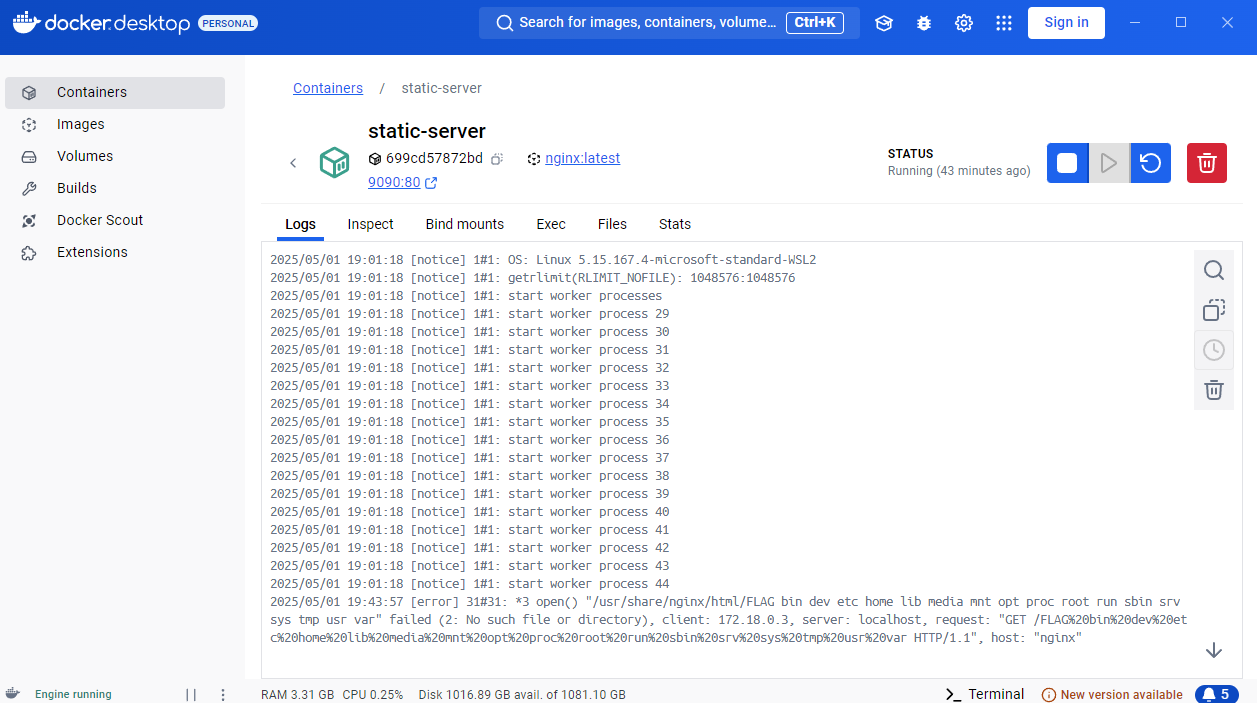 docker.desktop PERSONAL
Search for images, containers, volume... Ctrl+K
Sign in
Containers
Images
Volumes
Builds
Docker Scout
Extensions
Containers / static-server
static-server
699cd57872bd nginx:latest
9090:80
STATUS
Running (43 minutes ago)
Logs Inspect Bind mounts Exec Files Stats
2025/05/01 19:01:18 [notice] 1#1: OS: Linux 5.15.167.4-microsoft-standard-WSL2
2025/05/01 19:01:18 [notice] 1#1: getrlimit(RLIMIT_NOFILE): 1048576:1048576
2025/05/01 19:01:18 [notice] 1#1: start worker processes
2025/05/01 19:01:18 [notice] 1#1: start worker process 29
2025/05/01 19:01:18 [notice] 1#1: start worker process 30
2025/05/01 19:01:18 [notice] 1#1: start worker process 31
2025/05/01 19:01:18 [notice] 1#1: start worker process 32
2025/05/01 19:01:18 [notice] 1#1: start worker process 33
2025/05/01 19:01:18 [notice] 1#1: start worker process 34
2025/05/01 19:01:18 [notice] 1#1: start worker process 35
2025/05/01 19:01:18 [notice] 1#1: start worker process 36
2025/05/01 19:01:18 [notice] 1#1: start worker process 37
2025/05/01 19:01:18 [notice] 1#1: start worker process 38
2025/05/01 19:01:18 [notice] 1#1: start worker process 39
2025/05/01 19:01:18 [notice] 1#1: start worker process 40
2025/05/01 19:01:18 [notice] 1#1: start worker process 41
2025/05/01 19:01:18 [notice] 1#1: start worker process 42
2025/05/01 19:01:18 [notice] 1#1: start worker process 43
2025/05/01 19:01:18 [notice] 1#1: start worker process 44
2025/05/01 19:43:57 [error] 31#31: *3 open() "/usr/share/nginx/html/FLAG bin dev etc home lib media mnt opt proc root run sbin srv
sys tmp usr var" failed (2: No such file or directory), client: 172.18.0.3, server: localhost, request: "GET /FLAG%20bin%20dev%20et
c%20home%20lib%20media%20mnt%20opt%20proc%20root%20run%20sbin%20srv%20sys%20tmp%20usr%20var HTTP/1.1", host: "nginx"
Engine running
RAM 3.31 GB CPU 0.25% Disk 1016.89 GB avail. of 1081.10 GB
Terminal
New version available
5